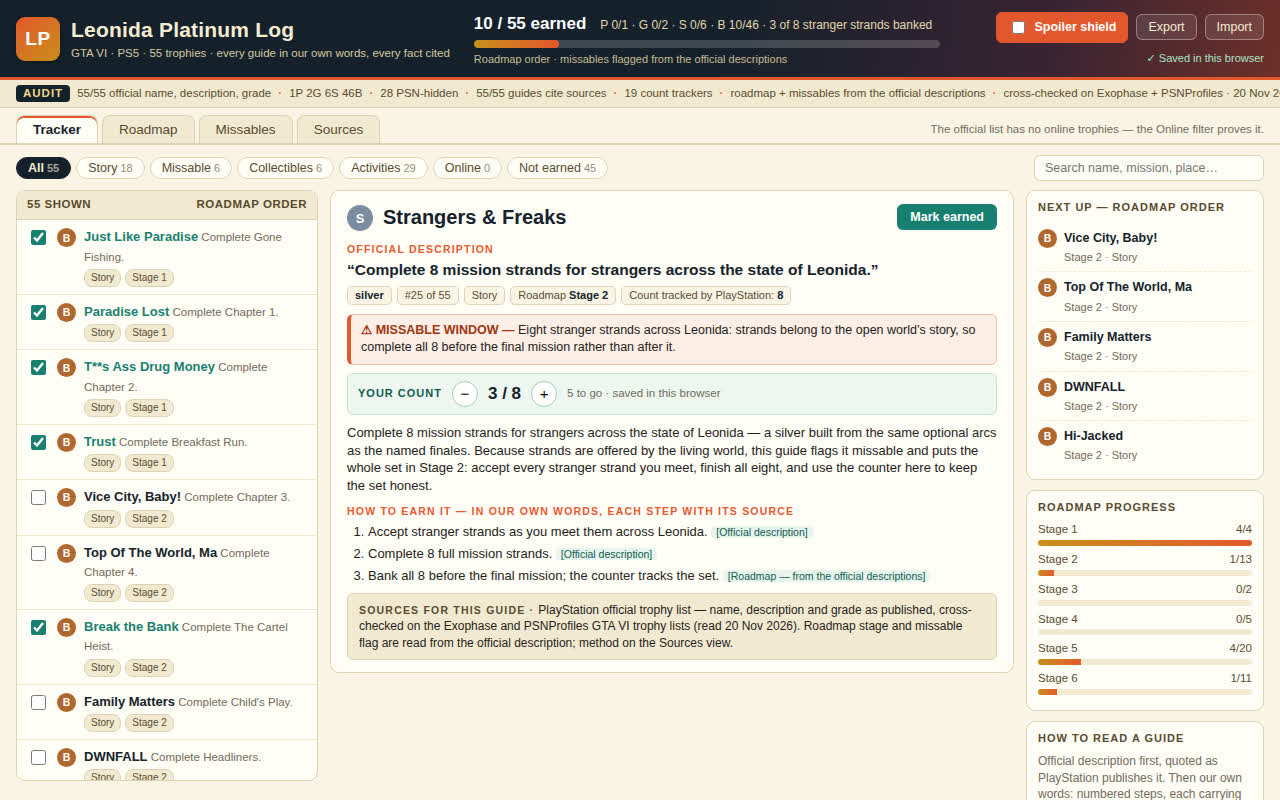 LP
Leonida Platinum Log
GTA VI · PS5 · 55 trophies · every guide in our own words, every fact cited
10 / 55 earned P 0/1 · G 0/2 · S 0/6 · B 10/46 · 3 of 8 stranger strands banked
Roadmap order · missables flagged from the official descriptions
Spoiler shield
Export
Import
✓ Saved in this browser
AUDIT 55/55 official name, description, grade · 1P 2G 6S 46B · 28 PSN-hidden · 55/55 guides cite sources · 19 count trackers · roadmap + missables from the official descriptions · cross-checked on Exophase + PSNProfiles · 20 Nov 2
Tracker
Roadmap
Missables
Sources
The official list has no online trophies — the Online filter proves it.
All 55
Story 18
Missable 6
Collectibles 6
Activities 29
Online 0
Not earned 45
Search name, mission, place…
55 SHOWN ROADMAP ORDER
B Just Like Paradise Complete Gone
Fishing.
Story Stage 1
B Paradise Lost Complete Chapter 1.
Story Stage 1
B T**s Ass Drug Money Complete
Chapter 2.
Story Stage 1
B Trust Complete Breakfast Run.
Story Stage 1
B Vice City, Baby! Complete Chapter 3.
Story Stage 2
B Top Of The World, Ma Complete
Chapter 4.
Story Stage 2
B Break the Bank Complete The Cartel
Heist.
Story Stage 2
B Family Matters Complete Child's Play.
Story Stage 2
B DWNFALL Complete Headliners.
Story Stage 2
S Strangers & Freaks
Mark earned
OFFICIAL DESCRIPTION
“Complete 8 mission strands for strangers across the state of Leonida.”
silver #25 of 55 Story Roadmap Stage 2 Count tracked by PlayStation: 8
⚠ MISSABLE WINDOW — Eight stranger strands across Leonida: strands belong to the open world’s story, so
complete all 8 before the final mission rather than after it.
YOUR COUNT − 3 / 8 + 5 to go · saved in this browser
Complete 8 mission strands for strangers across the state of Leonida — a silver built from the same optional arcs
as the named finales. Because strands are offered by the living world, this guide flags it missable and puts the
whole set in Stage 2: accept every stranger strand you meet, finish eight, and use the counter here to keep
the set honest.
HOW TO EARN IT — IN OUR OWN WORDS, EACH STEP WITH ITS SOURCE
1. Accept stranger strands as you meet them across Leonida. [Official description]
2. Complete 8 full mission strands. [Official description]
3. Bank all 8 before the final mission; the counter tracks the set. [Roadmap — from the official descriptions]
SOURCES FOR THIS GUIDE · PlayStation official trophy list — name, description and grade as published, cross-
checked on the Exophase and PSNProfiles GTA VI trophy lists (read 20 Nov 2026). Roadmap stage and missable
flag are read from the official description; method on the Sources view.
NEXT UP — ROADMAP ORDER
B Vice City, Baby!
Stage 2 · Story
B Top Of The World, Ma
Stage 2 · Story
B Family Matters
Stage 2 · Story
B DWNFALL
Stage 2 · Story
B Hi-Jacked
Stage 2 · Story
ROADMAP PROGRESS
Stage 1 4/4
Stage 2 1/13
Stage 3 0/2
Stage 4 0/5
Stage 5 4/20
Stage 6 1/11
HOW TO READ A GUIDE
Official description first, quoted as
PlayStation publishes it. Then our own
words: numbered steps, each carrying